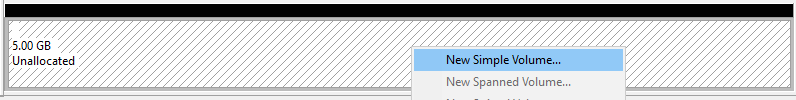 5.00 GB
Unallocated
New Simple Volume...
New Spanned Volume...